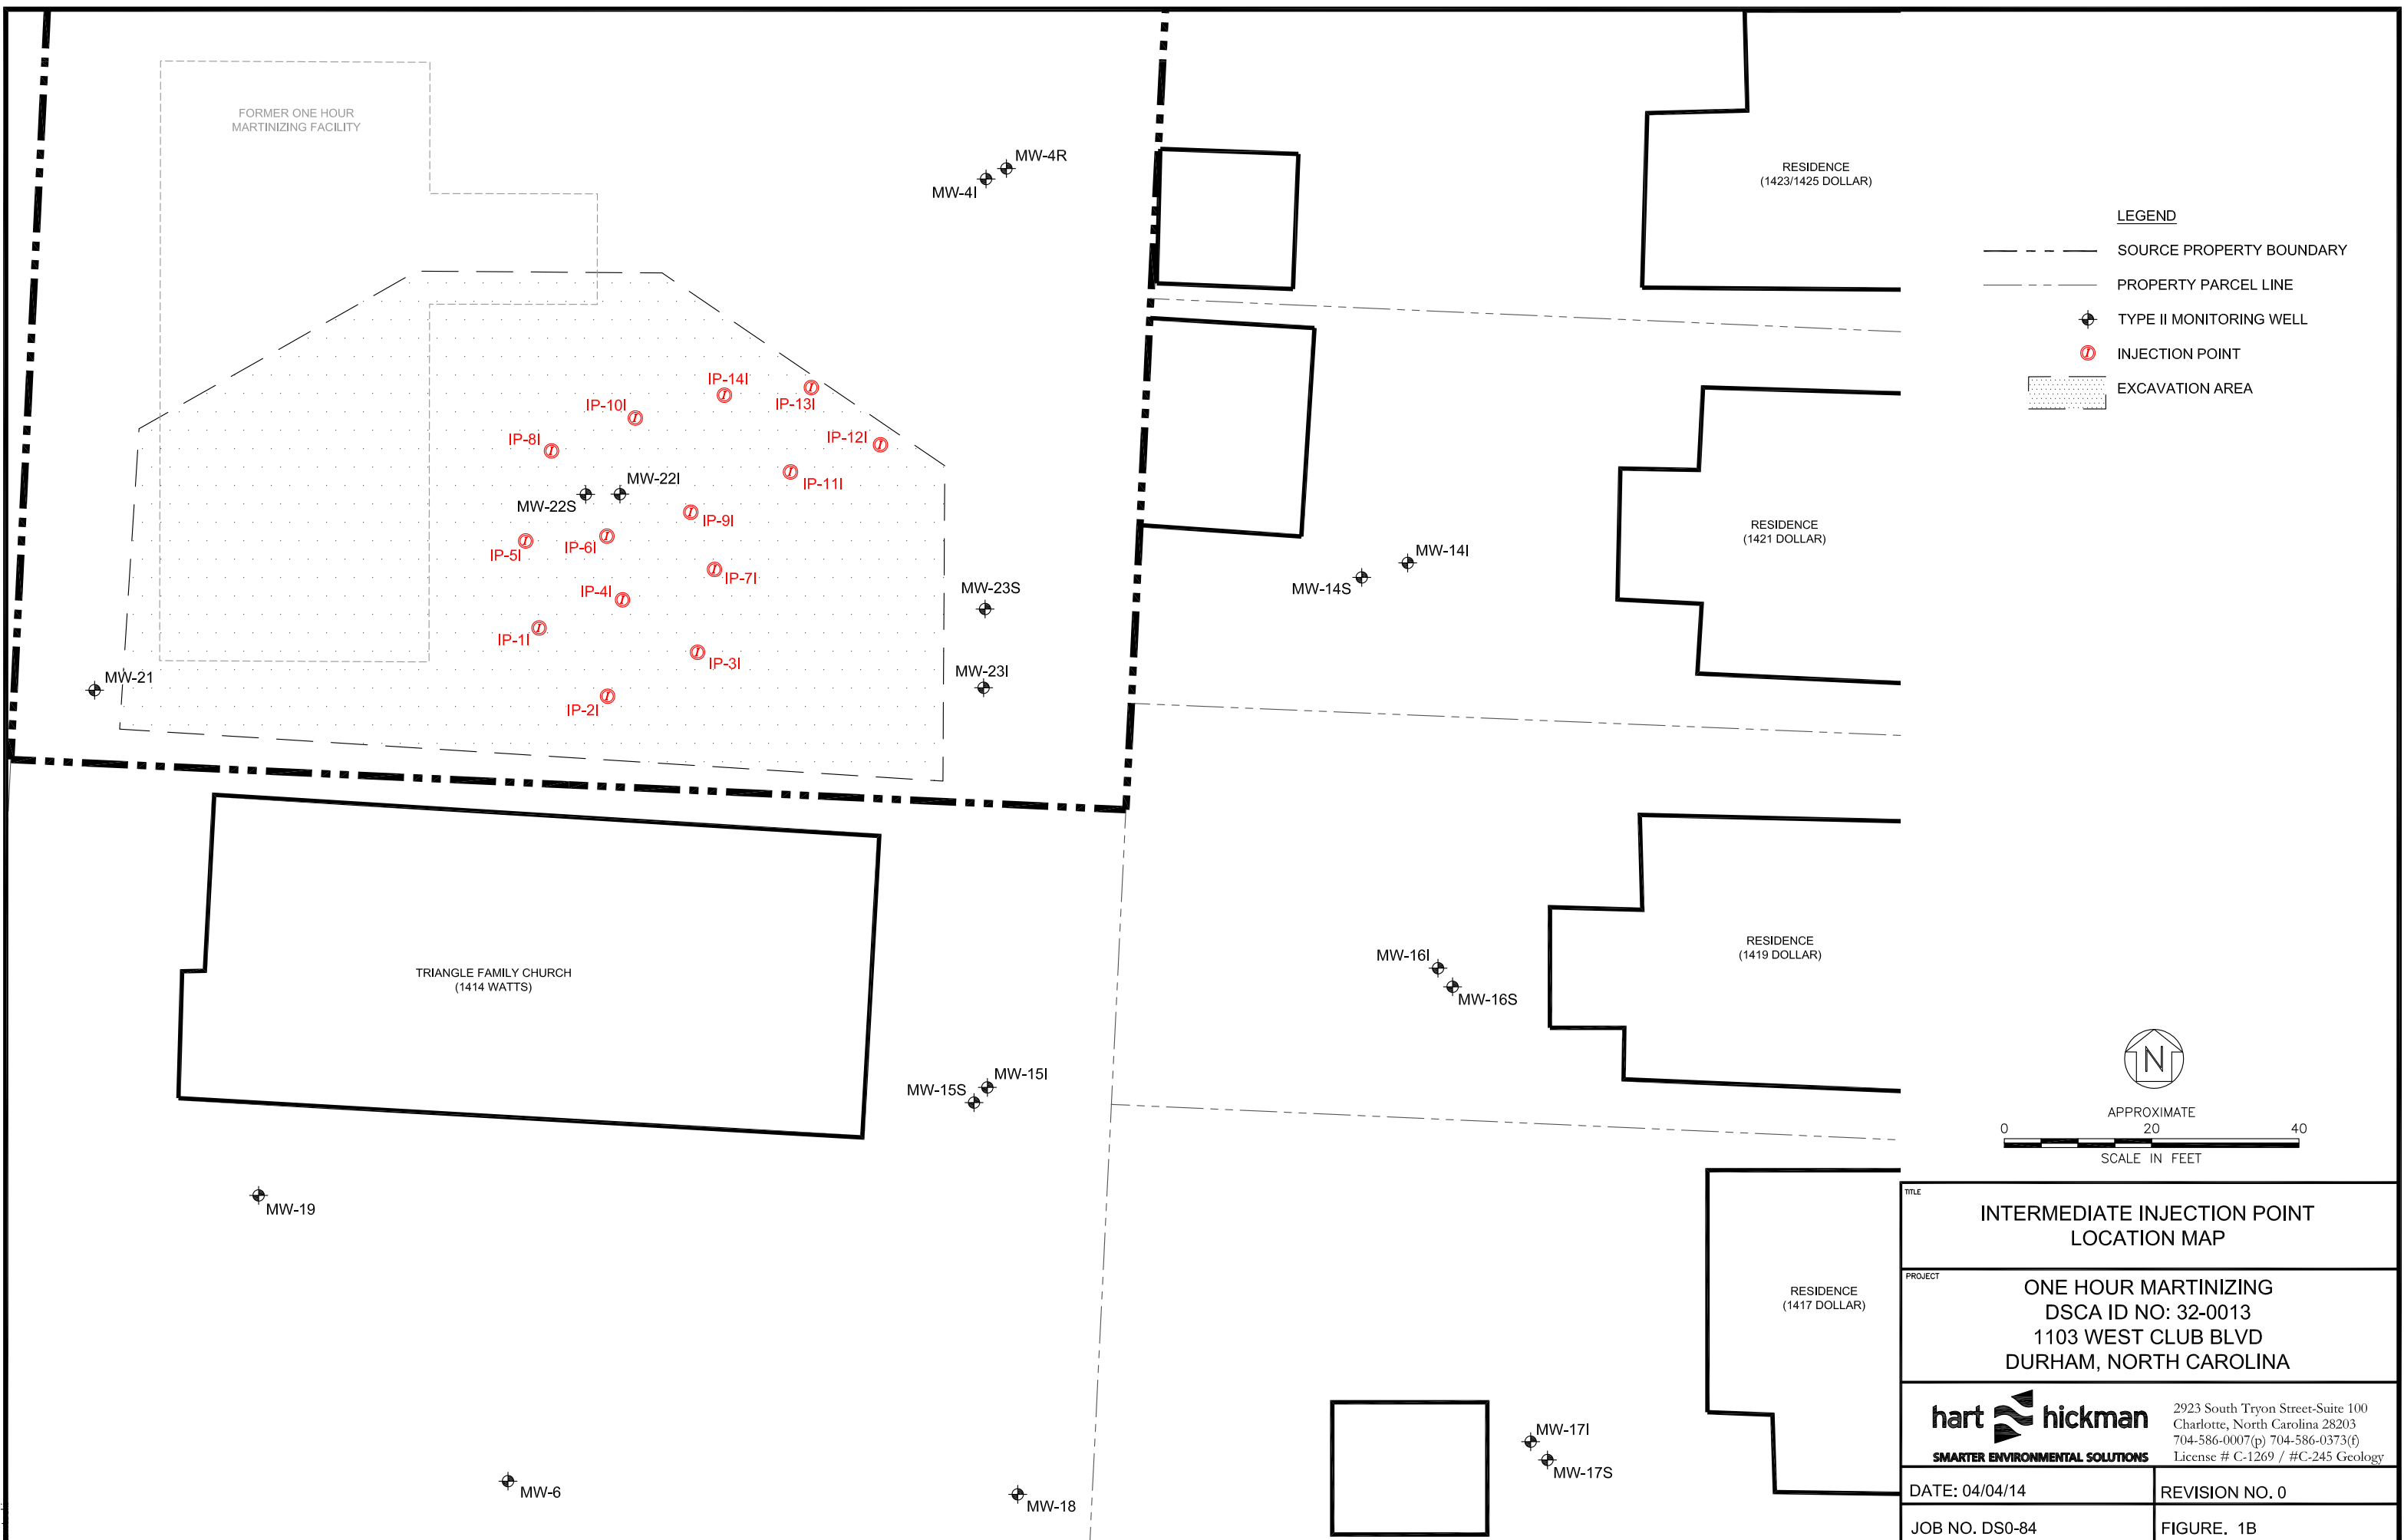 FORMER ONE HOUR
MARTINIZING FACILITY
MW-4R
MW-4I
RESIDENCE
(1423/1425 DOLLAR)
LEGEND
SOURCE PROPERTY BOUNDARY
PROPERTY PARCEL LINE
TYPE II MONITORING WELL
INJECTION POINT
EXCAVATION AREA
IP-14I
IP-13I
IP-10I
IP-12I
IP-8I
IP-11I
MW-22I
MW-22S
IP-9I
IP-6I
IP-5I
IP-7I
IP-4I
IP-1I
IP-3I
IP-2I
MW-21
MW-23S
MW-23I
MW-14I
MW-14S
RESIDENCE
(1421 DOLLAR)
TRIANGLE FAMILY CHURCH
(1414 WATTS)
MW-16I
MW-16S
RESIDENCE
(1419 DOLLAR)
MW-15I
MW-15S
MW-19
MW-6
MW-18
MW-17I
MW-17S
RESIDENCE
(1417 DOLLAR)
N
APPROXIMATE
0 20 40
SCALE IN FEET
TITLE
INTERMEDIATE INJECTION POINT
LOCATION MAP
PROJECT
ONE HOUR MARTINIZING
DSCA ID NO: 32-0013
1103 WEST CLUB BLVD
DURHAM, NORTH CAROLINA
hart hickman
SMARTER ENVIRONMENTAL SOLUTIONS
2923 South Tryon Street-Suite 100
Charlotte, North Carolina 28203
704-586-0007(p) 704-586-0373(f)
License # C-1269 / #C-245 Geology
DATE: 04/04/14
REVISION NO. 0
JOB NO. DS0-84
FIGURE. 1B